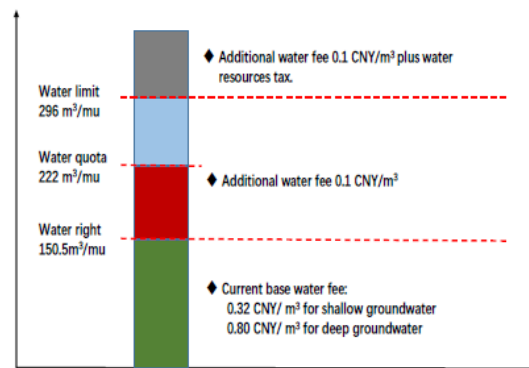 ◆ Additional water fee 0.1 CNY/m³ plus water
resources tax.
Water limit
296 m³/mu
Water quota
222 m³/mu
◆ Additional water fee 0.1 CNY/m³
Water right
150.5m³/mu
◆ Current base water fee:
0.32 CNY/ m³ for shallow groundwater
0.80 CNY/ m³ for deep groundwater